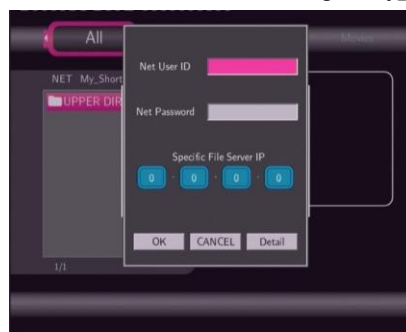 All
Movies
NET My_Short
UPPER DIR
Net User ID
Net Password
Specific File Server IP
0 . 0 . 0 . 0
OK CANCEL Detail
1/1